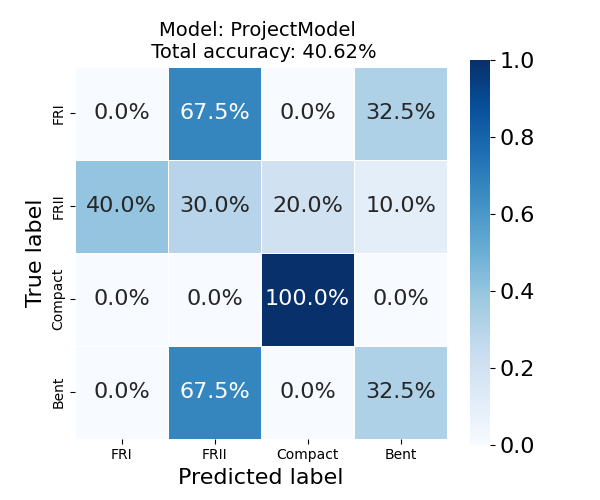 Model: ProjectModel
Total accuracy: 40.62%
FRI 0.0% 67.5% 0.0% 32.5%
FRII 40.0% 30.0% 20.0% 10.0%
Compact 0.0% 0.0% 100.0% 0.0%
Bent 0.0% 67.5% 0.0% 32.5%
True label
FRI FRII Compact Bent
Predicted label
1.0
0.8
0.6
0.4
0.2
0.0